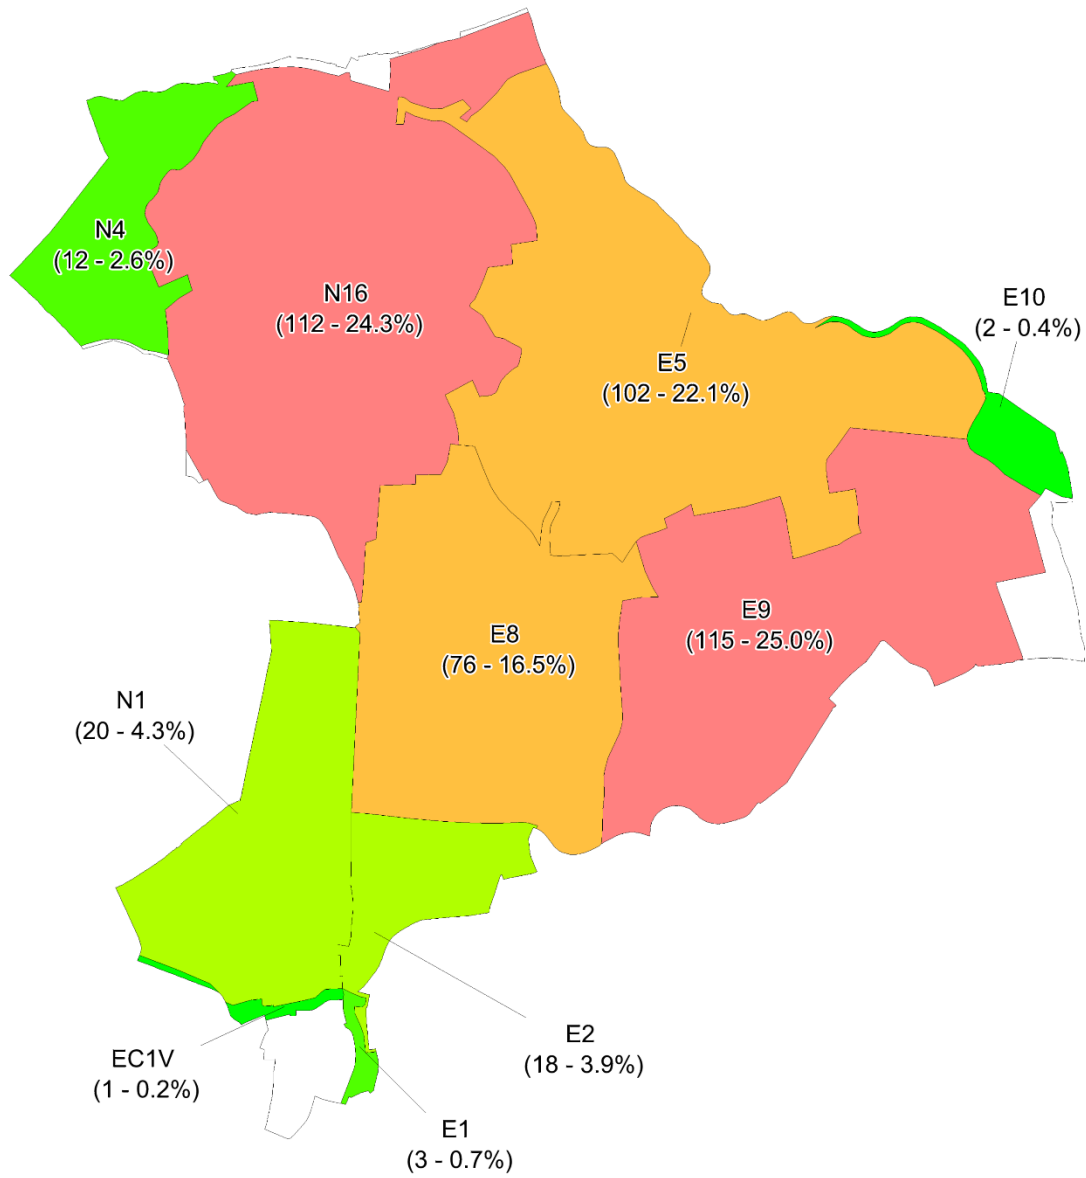 N4
(12 - 2.6%)
N16
(112 - 24.3%)
E10
(2 - 0.4%)
E5
(102 - 22.1%)
E9
(115 - 25.0%)
E8
(76 - 16.5%)
N1
(20 - 4.3%)
E2
(18 - 3.9%)
EC1V
(1 - 0.2%)
E1
(3 - 0.7%)